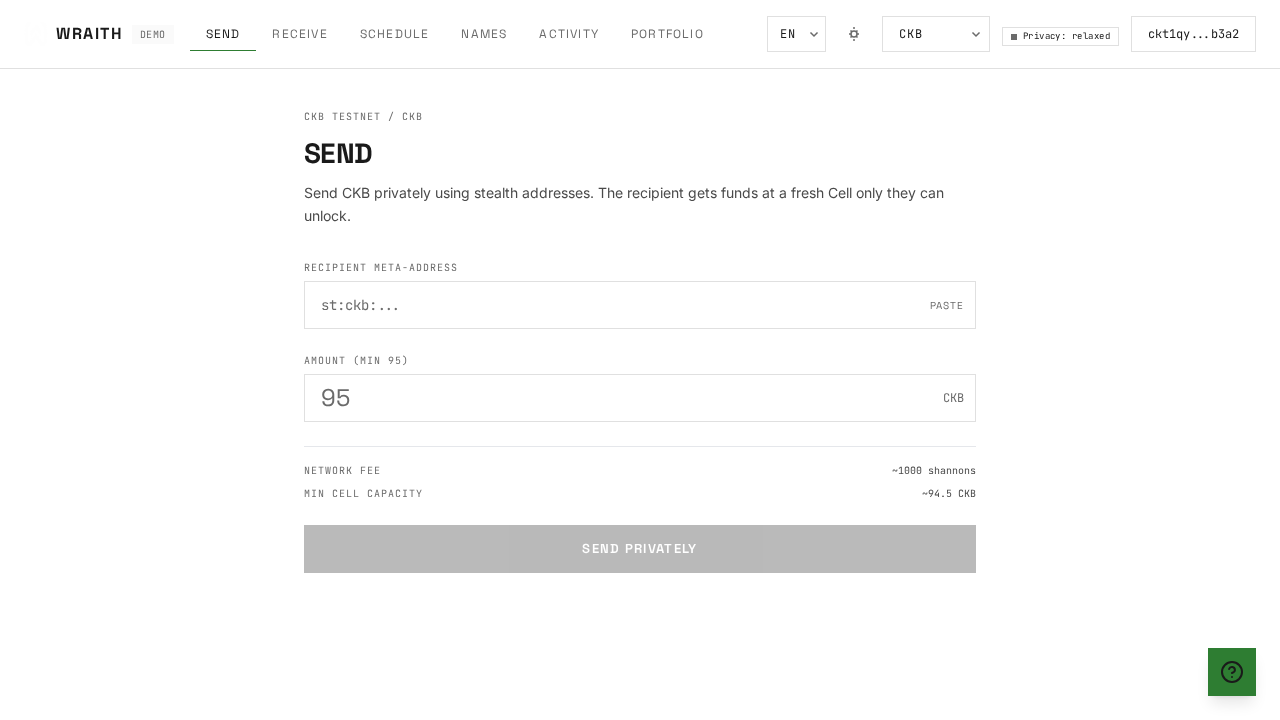 WRAITH DEMO SEND RECEIVE SCHEDULE NAMES ACTIVITY PORTFOLIO EN CKB Privacy: relaxed ckt1qy...b3a2
CKB TESTNET / CKB
SEND
Send CKB privately using stealth addresses. The recipient gets funds at a fresh Cell only they can
unlock.
RECIPIENT META-ADDRESS
st:ckb:... PASTE
AMOUNT (MIN 95)
95 CKB
NETWORK FEE ~1000 shannons
MIN CELL CAPACITY ~94.5 CKB
SEND PRIVATELY